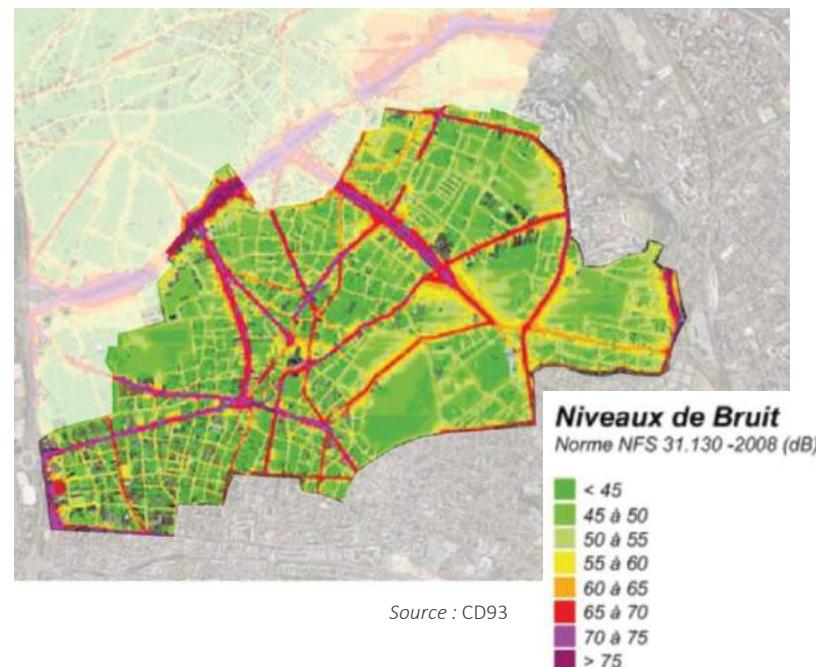 Niveaux de Bruit
Norme NFS 31.130 -2008 (dB)
< 45
45 à 50
50 à 55
55 à 60
60 à 65
65 à 70
70 à 75
> 75
Source : CD93